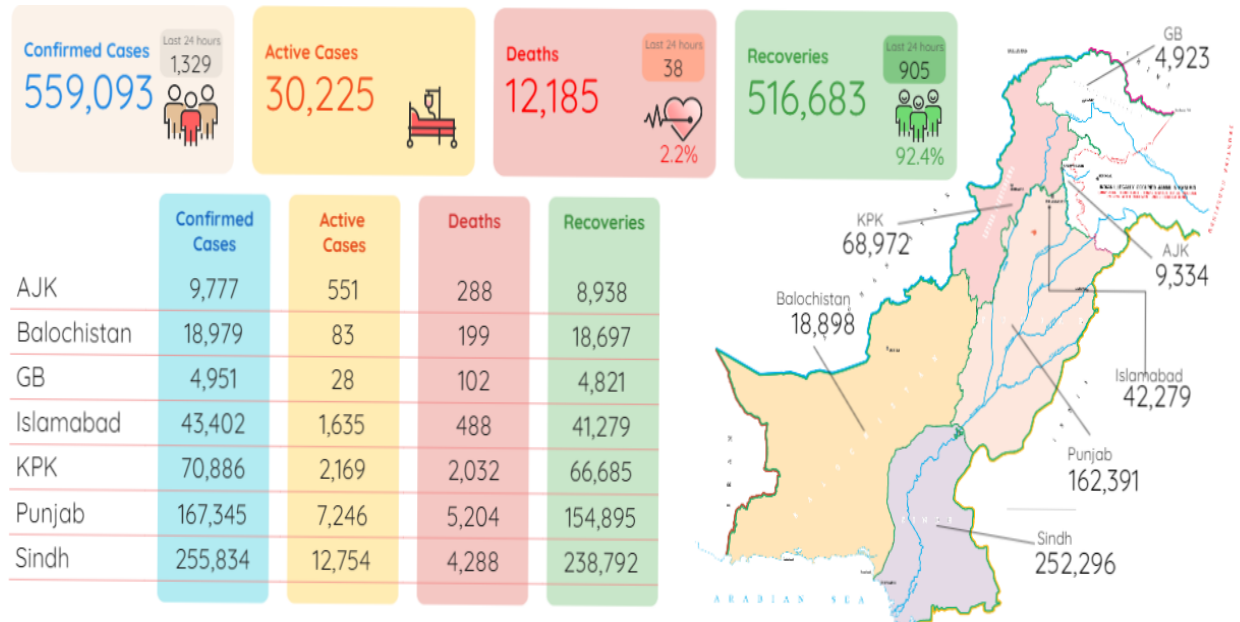 Confirmed Cases
559,093
Last 24 hours
1,329
Active Cases
30,225
Deaths
12,185
Last 24 hours
38
2.2%
Recoveries
516,683
Last 24 hours
905
92.4%
Confirmed Cases Active Cases Deaths Recoveries
AJK 9,777 551 288 8,938
Balochistan 18,979 83 199 18,697
GB 4,951 28 102 4,821
Islamabad 43,402 1,635 488 41,279
KPK 70,886 2,169 2,032 66,685
Punjab 167,345 7,246 5,204 154,895
Sindh 255,834 12,754 4,288 238,792
GB
4,923
KPK
68,972
AJK
9,334
Balochistan
18,898
Islamabad
42,279
Punjab
162,391
Sindh
252,296
ARABIAN SEA